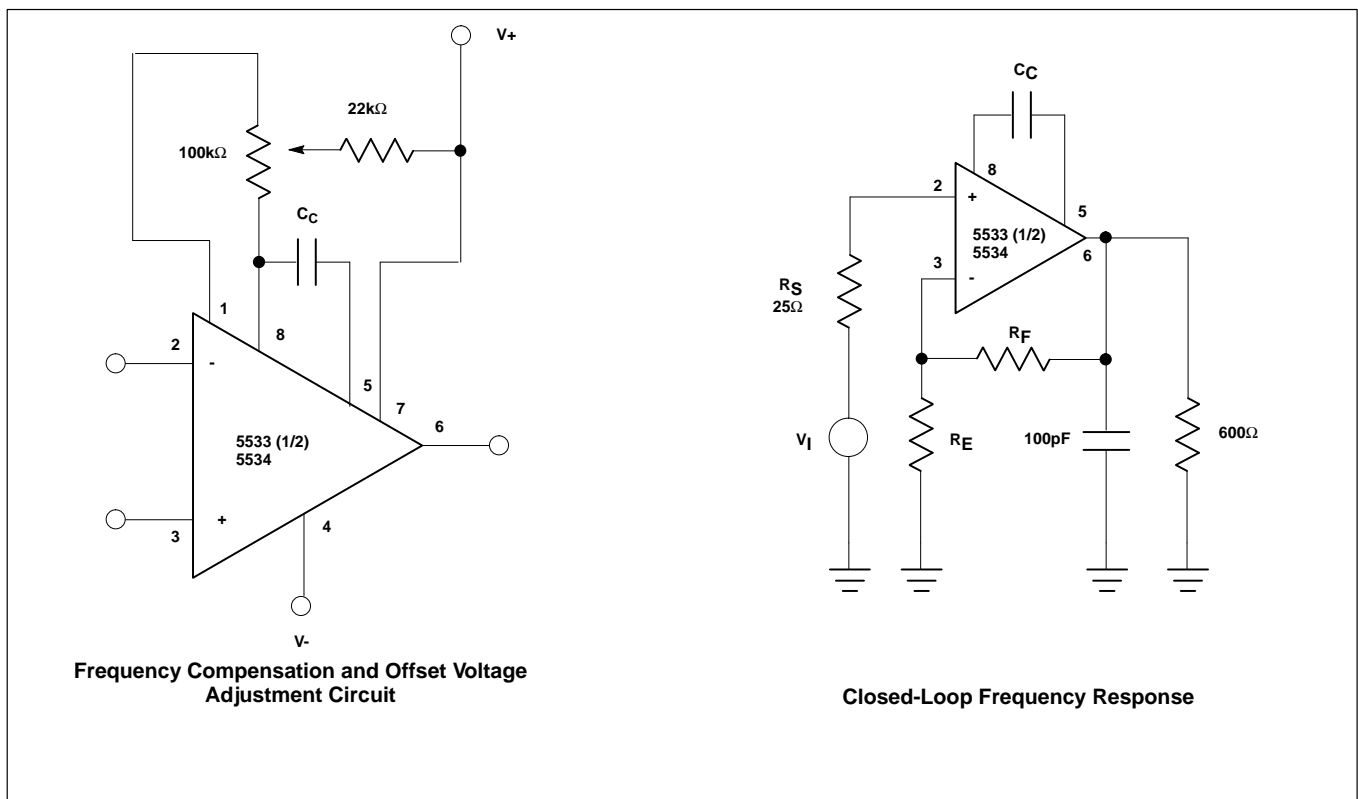 V+
22kΩ
100kΩ
CC
1
8
2
-
5
7
6
5533 (1/2)
5534
+
3
4
V-
Frequency Compensation and Offset Voltage
Adjustment Circuit
CC
8
2
+
5
5533 (1/2)
5534
6
3
-
RS
25Ω
RF
VI
RE
100pF
600Ω
Closed-Loop Frequency Response